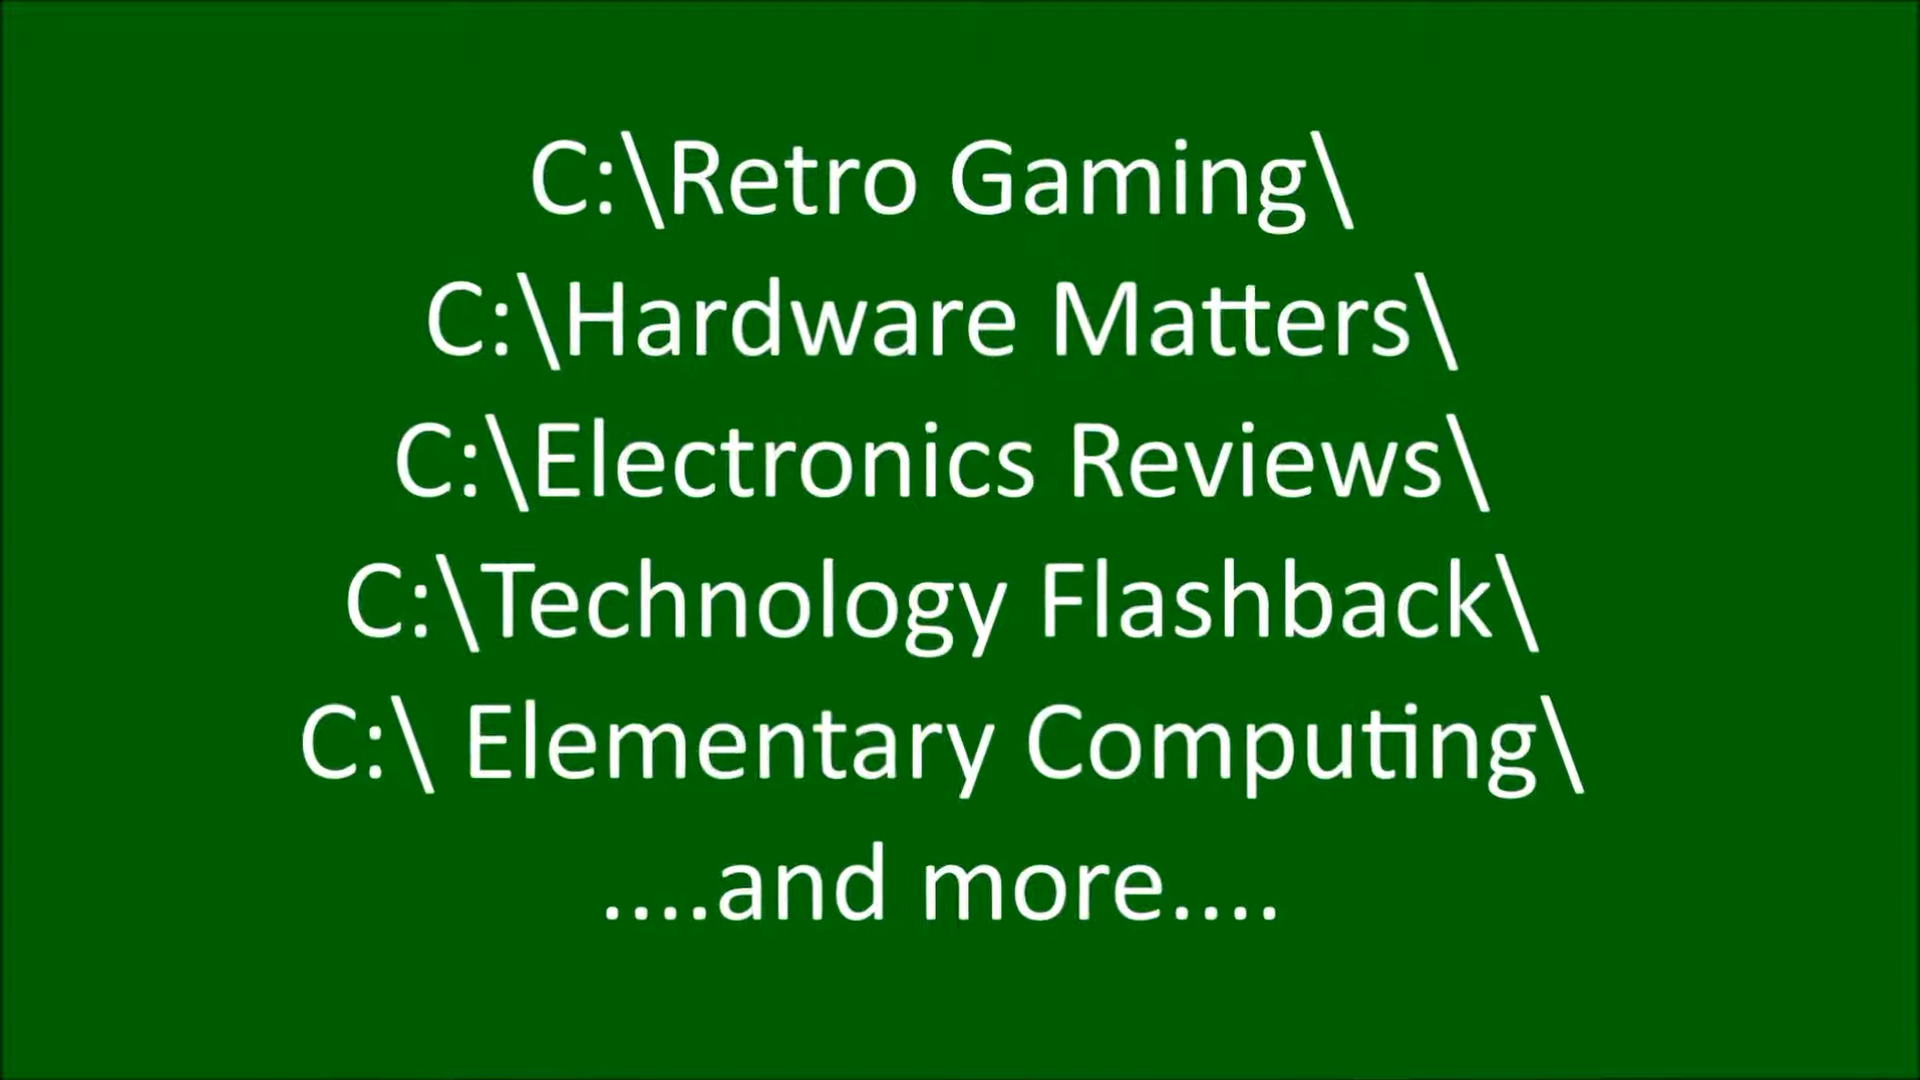 C:\Retro Gaming\
C:\Hardware Matters\
C:\Electronics Reviews\
C:\Technology Flashback\
C:\ Elementary Computing\
....and more....